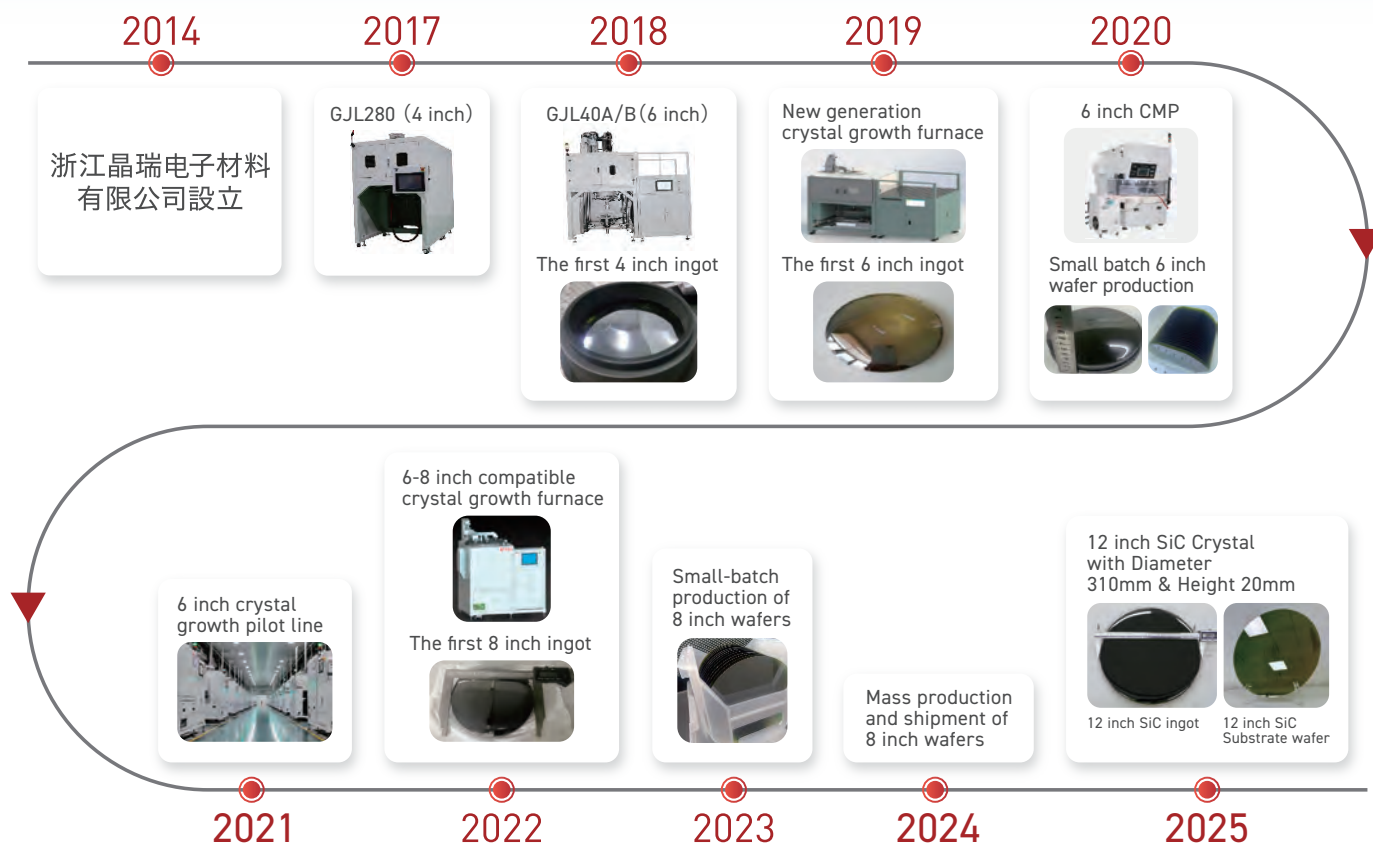 2014
2017
2018
2019
2020
浙江晶瑞电子材料
有限公司設立
GJL280（4 inch）
GJL40A/B（6 inch）
The first 4 inch ingot
New generation
crystal growth furnace
The first 6 inch ingot
6 inch CMP
Small batch 6 inch
wafer production
6 inch crystal
growth pilot line
6-8 inch compatible
crystal growth furnace
The first 8 inch ingot
Small-batch
production of
8 inch wafers
Mass production
and shipment of
8 inch wafers
12 inch SiC Crystal
with Diameter
310mm & Height 20mm
12 inch SiC ingot
12 inch SiC
Substrate wafer
2021
2022
2023
2024
2025